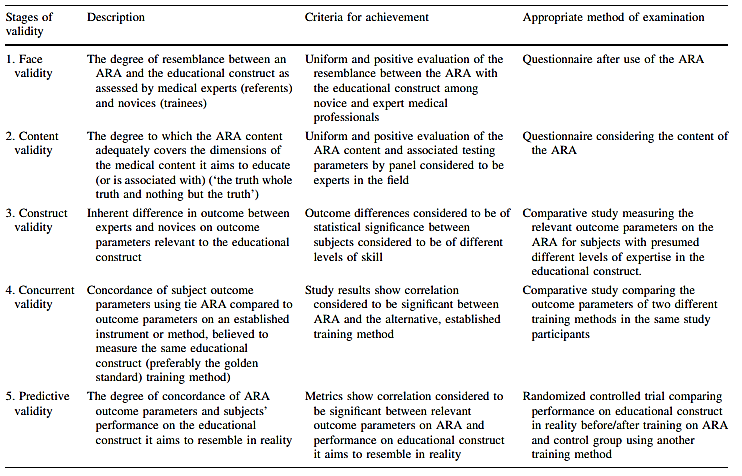 Stages of validity	Description	Criteria for achievement	Appropriate method of examination
1. Face validity
The degree of resemblance between an
ARA and the educational construct as
assessed by medical experts (referents)
and novices (trainees)
Uniform and positive evaluation of the
resemblance between the ARA with
the educational construct among
novice and expert medical
professionals
Questionnaire after use of the ARA
2. Content
validity
The degree to which the ARA content
adequately covers the dimensions of
the medical content it aims to educate
(or is associated with) (‘the truth whole
truth and nothing but the truth’)
Uniform and positive evaluation of the
ARA content and associated testing
parameters by panel considered to be
experts in the field
Questionnaire considering the content of
the ARA
3. Construct
validity
Inherent difference in outcome between
experts and novices on outcome
parameters relevant to the educational
construct
Outcome differences considered to be of
statistical significance between
subjects considered to be of different
levels of skill
Comparative study measuring the
relevant outcome parameters on the
ARA for subjects with presumed
different levels of expertise in the
educational construct.
4. Concurrent
validity
Concordance of subject outcome
parameters using tie ARA compared to
outcome parameters on an established
instrument or method, believed to
measure the same educational
construct (preferably the golden
standard) training method)
Study results show correlation
considered to be significant between
ARA and the alternative, established
training method
Comparative study comparing the
outcome parameters of two different
training methods in the same study
participants
5. Predictive
validity
The degree of concordance of ARA
outcome parameters and subjects’
performance on the educational
construct it aims to resemble in reality
Metrics show correlation considered to
be significant between relevant
outcome parameters on ARA and
performance on educational construct
it aims to resemble in reality
Randomized controlled trial comparing
performance on educational construct
in reality before/after training on ARA
and control group using another
training method